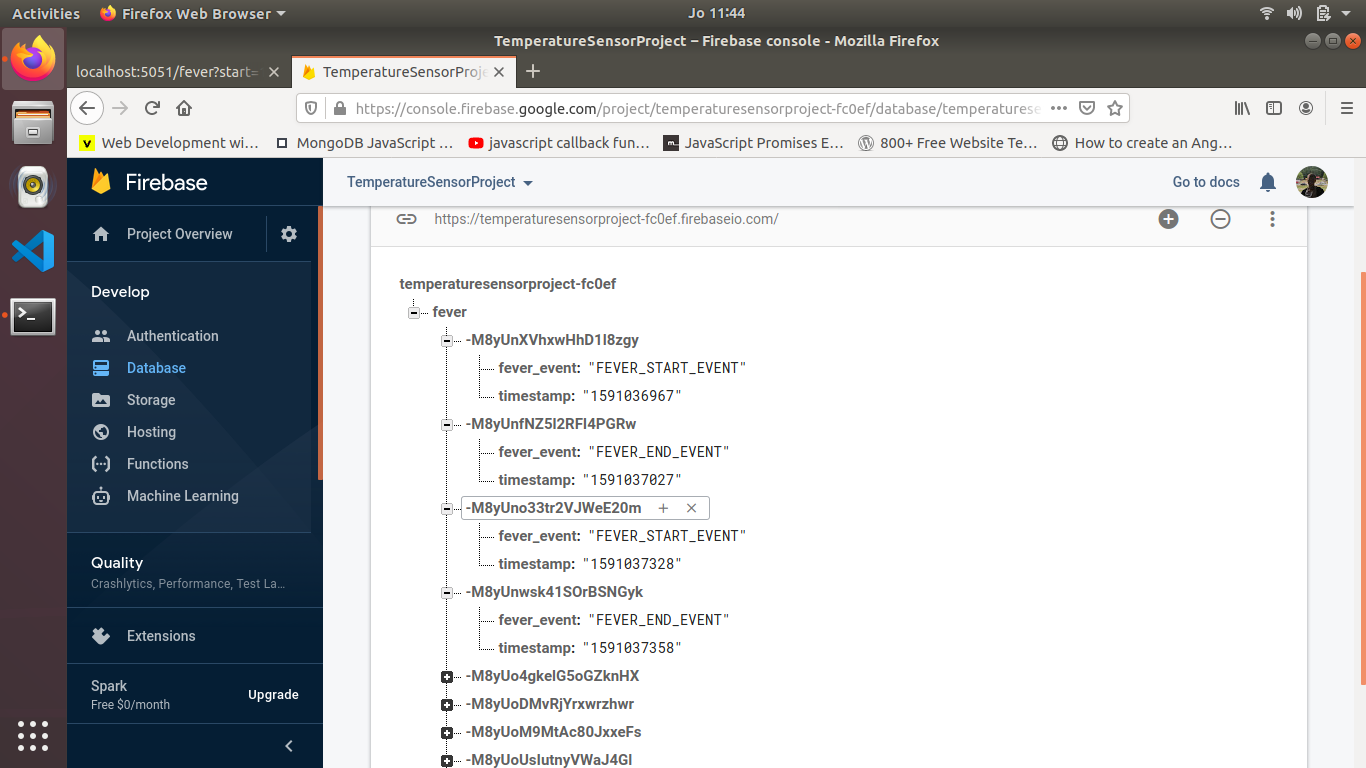 Activities
Firefox Web Browser
Jo 11:44
TemperatureSensorProject – Firefox console - Mozilla Firefox
localhost:5051/fever?start=
TemperatureSensorProje
https://console.firebase.google.com/project/temperaturesensorproject-fc0ef/database/temperaturese
Web Development wi…
MongoDB JavaScript …
javascript callback fun…
JavaScript Promises E…
800+ Free Website Te…
How to create an Ang…
Firebase
TemperatureSensorProject
Go to docs
Project Overview
Develop
Authentication
Database
Storage
Hosting
Functions
Machine Learning
Quality
Crashlytics, Performance, Test La…
Extensions
Spark
Free $0/month
Upgrade
https://temperaturesensorproject-fc0ef.firebaseio.com/
temperaturesensorproject-fc0ef
fever
-M8yUnXVhxwHhD1I8zgy
fever_event: "FEVER_START_EVENT"
timestamp: "1591036967"
-M8yUnfNZ5I2RFI4PGRw
fever_event: "FEVER_END_EVENT"
timestamp: "1591037027"
-M8yUno33tr2VJWeE20m
fever_event: "FEVER_START_EVENT"
timestamp: "1591037328"
-M8yUnwsk41SOrBSNGyk
fever_event: "FEVER_END_EVENT"
timestamp: "1591037358"
-M8yUo4gkeIG5oGZknHX
-M8yUoDMvRjYrxwrzhwr
-M8yUoM9MtAc80JxxeFs
-M8yUoUsIutnyVWaJ4GI